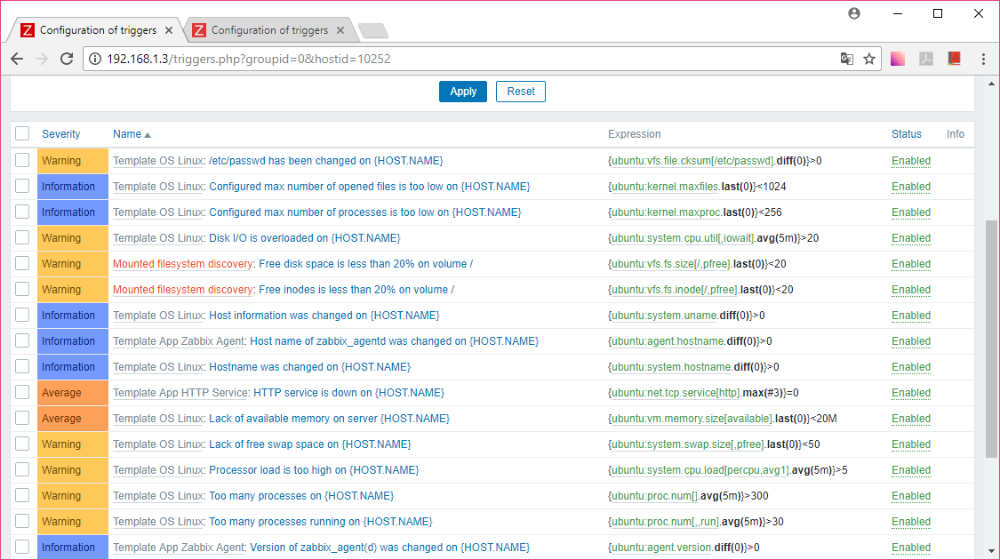 Z Configuration of triggers Z Configuration of triggers
192.168.1.3/triggers.php?groupid=0&hostid=10252
Apply Reset
Severity Name Expression Status Info
Warning Template OS Linux: /etc/passwd has been changed on {HOST.NAME} {ubuntu:vfs.file.cksum[/etc/passwd].diff(0)}>0 Enabled
Information Template OS Linux: Configured max number of opened files is too low on {HOST.NAME} {ubuntu:kernel.maxfiles.last(0)}<1024 Enabled
Information Template OS Linux: Configured max number of processes is too low on {HOST.NAME} {ubuntu:kernel.maxproc.last(0)}<256 Enabled
Warning Template OS Linux: Disk I/O is overloaded on {HOST.NAME} {ubuntu:system.cpu.util[,iowait].avg(5m)}>20 Enabled
Warning Mounted filesystem discovery: Free disk space is less than 20% on volume / {ubuntu:vfs.fs.size[/,pfree].last(0)}<20 Enabled
Warning Mounted filesystem discovery: Free inodes is less than 20% on volume / {ubuntu:vfs.fs.inode[/,pfree].last(0)}<20 Enabled
Information Template OS Linux: Host information was changed on {HOST.NAME} {ubuntu:system.uname.diff(0)}>0 Enabled
Information Template App Zabbix Agent: Host name of zabbix_agentd was changed on {HOST.NAME} {ubuntu:agent.hostname.diff(0)}>0 Enabled
Information Template OS Linux: Hostname was changed on {HOST.NAME} {ubuntu:system.hostname.diff(0)}>0 Enabled
Average Template App HTTP Service: HTTP service is down on {HOST.NAME} {ubuntu:net.tcp.service[http].max(#3)}=0 Enabled
Average Template OS Linux: Lack of available memory on server {HOST.NAME} {ubuntu:vm.memory.size[available].last(0)}<20M Enabled
Warning Template OS Linux: Lack of free swap space on {HOST.NAME} {ubuntu:system.swap.size[,pfree].last(0)}<50 Enabled
Warning Template OS Linux: Processor load is too high on {HOST.NAME} {ubuntu:system.cpu.load[percpu,avg1].avg(5m)}>5 Enabled
Warning Template OS Linux: Too many processes on {HOST.NAME} {ubuntu:proc.num[].avg(5m)}>300 Enabled
Warning Template OS Linux: Too many processes running on {HOST.NAME} {ubuntu:proc.num[,,run].avg(5m)}>30 Enabled
Information Template App Zabbix Agent: Version of zabbix_agent(d) was changed on {HOST.NAME} {ubuntu:agent.version.diff(0)}>0 Enabled